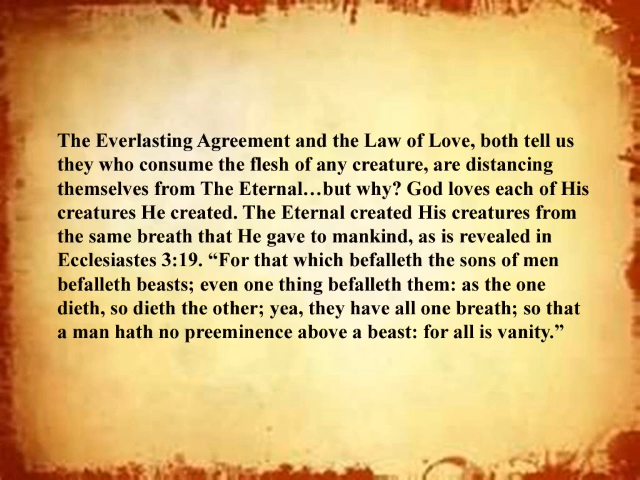 The Everlasting Agreement and the Law of Love, both tell us
they who consume the flesh of any creature, are distancing
themselves from The Eternal…but why? God loves each of His
creatures He created. The Eternal created His creatures from
the same breath that He gave to mankind, as is revealed in
Ecclesiastes 3:19. “For that which befalleth the sons of men
befalleth beasts; even one thing befalleth them: as the one
dieth, so dieth the other; yea, they have all one breath; so that
a man hath no preeminence above a beast: for all is vanity.”